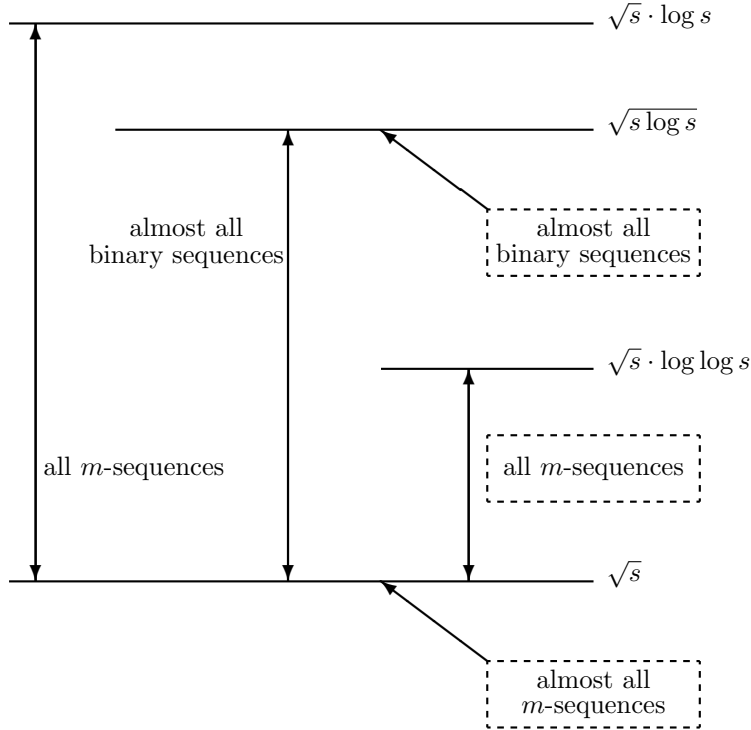 √s · log s
√(s log s)
almost all
binary sequences
almost all
binary sequences
√s · log log s
all m-sequences
all m-sequences
√s
almost all
m-sequences